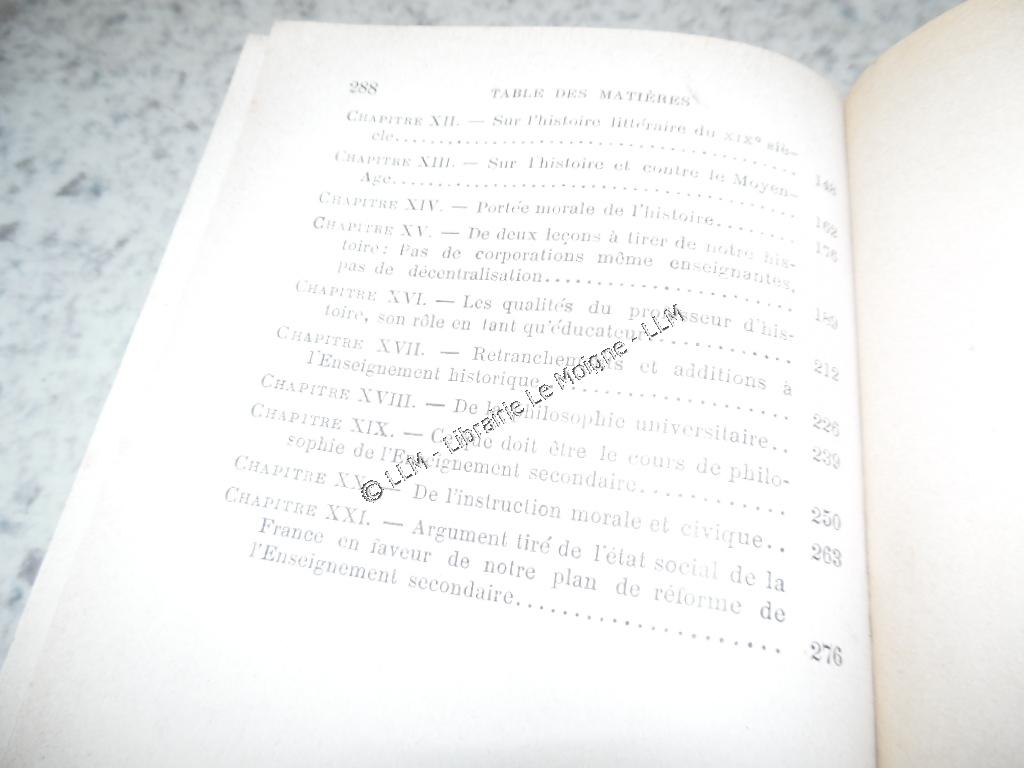 288 TABLE DES MATIÈRES
CHAPITRE XII. — Sur l'histoire littéraire du XIXe siè-
cle........................................ 148
CHAPITRE XIII. — Sur l'histoire et contre le Moyen-
Age........................................ 162
CHAPITRE XIV. — Portée morale de l'histoire........ 176
CHAPITRE XV. — De deux leçons à tirer de notre his-
toire: Pas de corporations même enseignantes,
pas de décentralisation.................... 189
CHAPITRE XVI. — Les qualités du professeur d'his-
toire, son rôle en tant qu'éducateur.............. 212
CHAPITRE XVII. — Retranchements et additions à
l'Enseignement historique.................... 226
CHAPITRE XVIII. — De la philosophie universitaire.. 239
CHAPITRE XIX. — Ce que doit être le cours de philo-
sophie de l'Enseignement secondaire............ 250
CHAPITRE XX. — De l'instruction morale et civique.. 263
CHAPITRE XXI. — Argument tiré de l'état social de la
France en faveur de notre plan de réforme de
l'Enseignement secondaire.................... 276
© LLM - Librairie Le Moigne - LLM